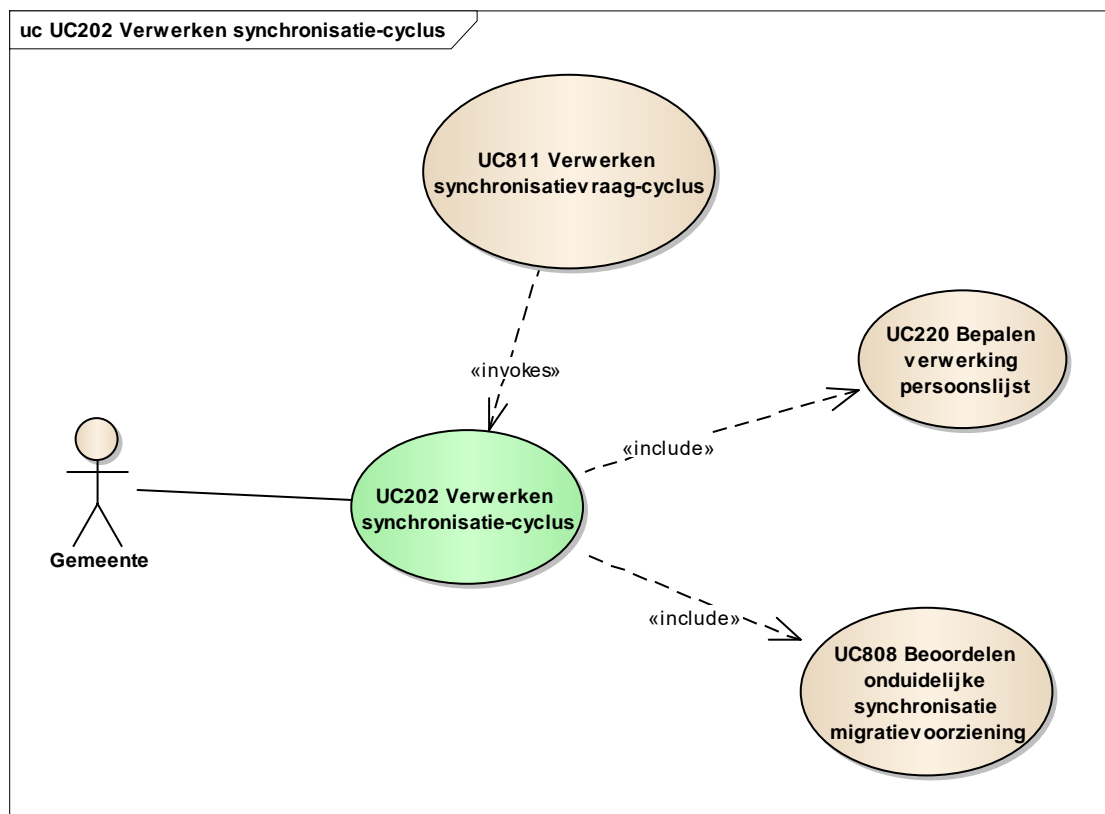 uc UC202 Verwerken synchronisatie-cyclus
UC811 Verwerken
synchronisatievraag-cyclus
«invokes»
UC220 Bepalen
verwerking
persoonslijst
«include»
UC202 Verwerken
synchronisatie-cyclus
Gemeente
«include»
UC808 Beoordelen
onduidelijke
synchronisatie
migratievoorziening